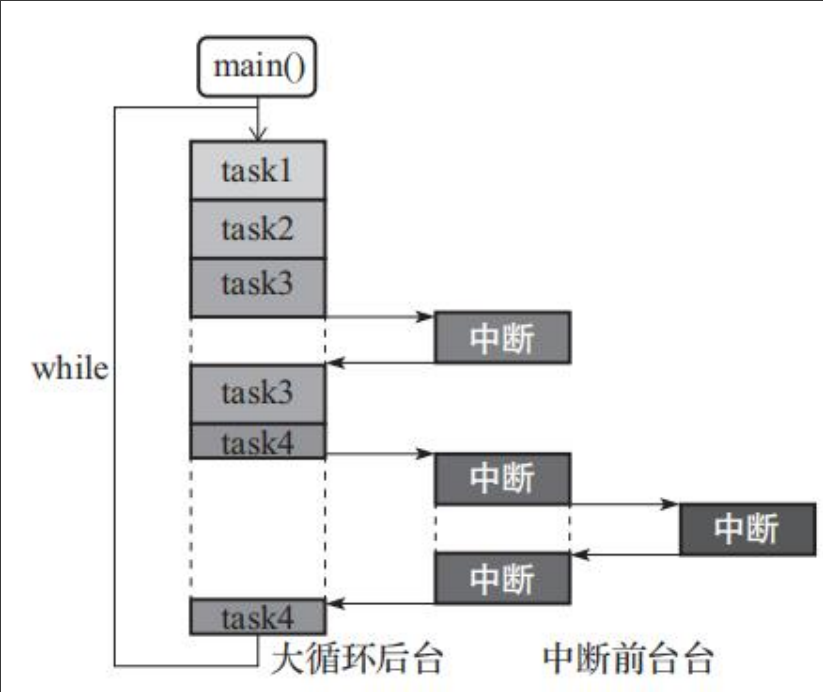 main()
task1
task2
task3
中断
while
task3
task4
中断
中断
中断
task4
大循环后台
中断前台台